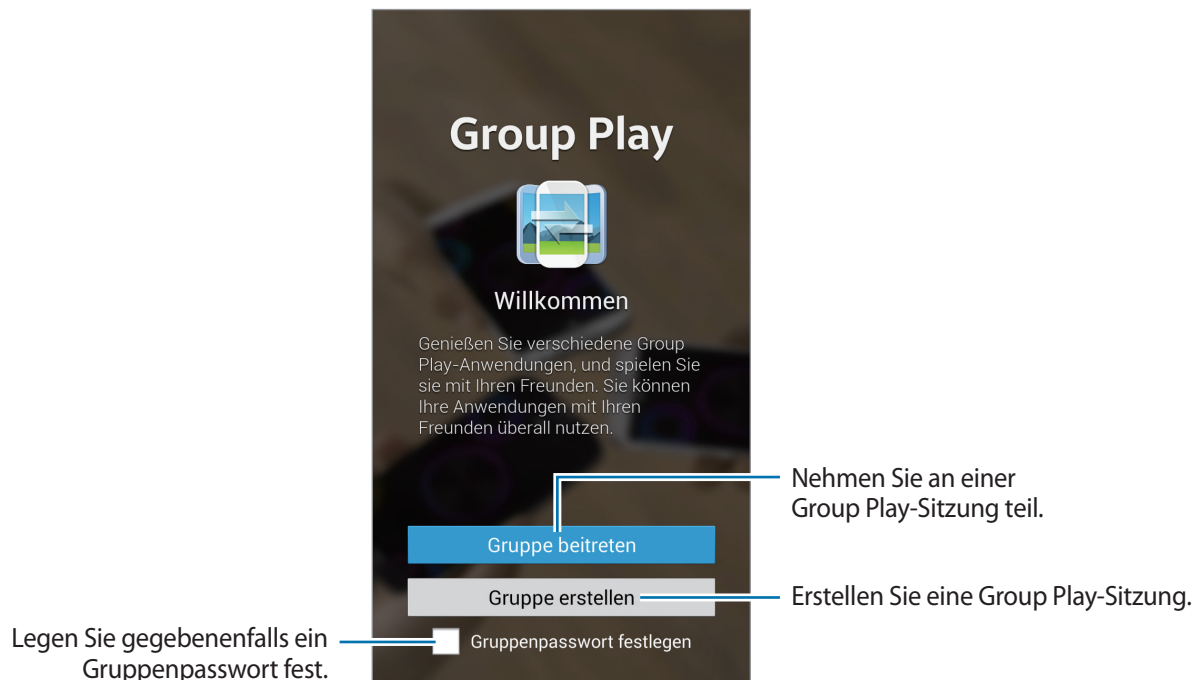 Group Play
Willkommen
Genießen Sie verschiedene Group
Play-Anwendungen, und spielen Sie
sie mit Ihren Freunden. Sie können
Ihre Anwendungen mit Ihren
Freunden überall nutzen.
Nehmen Sie an einer
Group Play-Sitzung teil.
Gruppe beitreten
Gruppe erstellen
Erstellen Sie eine Group Play-Sitzung.
Legen Sie gegebenenfalls ein
Gruppenpasswort fest.
Gruppenpasswort festlegen